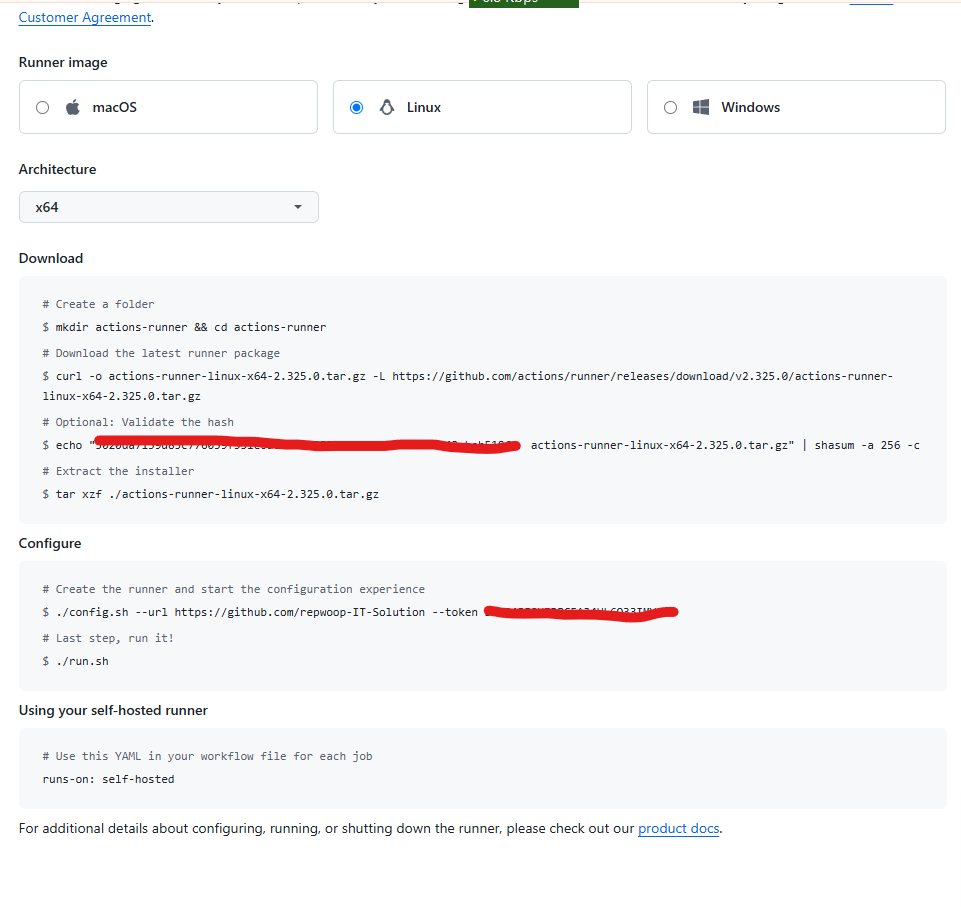 Customer Agreement.
Runner image
macOS
Linux
Windows
Architecture
x64
Download
# Create a folder
$ mkdir actions-runner && cd actions-runner
# Download the latest runner package
$ curl -o actions-runner-linux-x64-2.325.0.tar.gz -L https://github.com/actions/runner/releases/download/v2.325.0/actions-runner-
linux-x64-2.325.0.tar.gz
# Optional: Validate the hash
$ echo " actions-runner-linux-x64-2.325.0.tar.gz" | shasum -a 256 -c
# Extract the installer
$ tar xzf ./actions-runner-linux-x64-2.325.0.tar.gz
Configure
# Create the runner and start the configuration experience
$ ./config.sh --url https://github.com/repwoop-IT-Solution --token
# Last step, run it!
$ ./run.sh
Using your self-hosted runner
# Use this YAML in your workflow file for each job
runs-on: self-hosted
For additional details about configuring, running, or shutting down the runner, please check out our product docs.